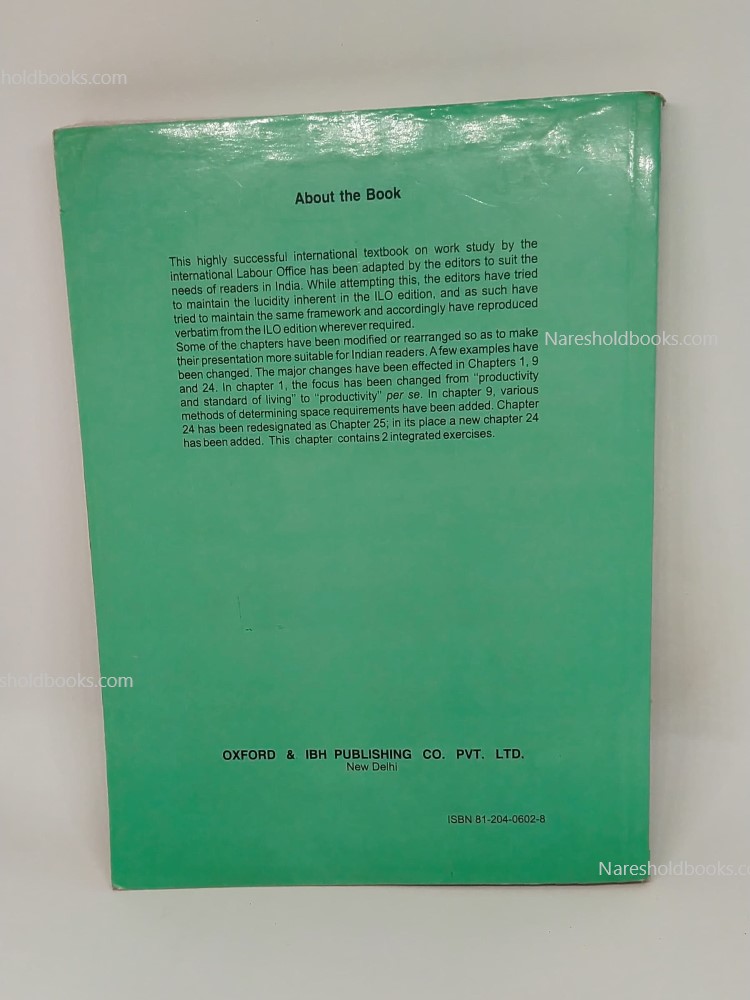 sholdbooks.com
About the Book
This highly successful international textbook on work study by the
international Labour Office has been adapted by the editors to suit the
needs of readers in India. While attempting this, the editors have tried
to maintain the lucidity inherent in the ILO edition, and as such have
tried to maintain the same framework and accordingly have reproduced
verbatim from the ILO edition wherever required.
Some of the chapters have been modified or rearranged so as to make
their presentation more suitable for Indian readers. A few examples have
been changed. The major changes have been effected in Chapters 1, 9
and 24. In chapter 1, the focus has been changed from "productivity
and standard of living" to "productivity" per se. In chapter 9, various
methods of determining space requirements have been added. Chapter
24 has been redesignated as Chapter 25; in its place a new chapter 24
has been added. This chapter contains 2 integrated exercises.
Naresholdbooks.com
sholdbooks.com
OXFORD & IBH PUBLISHING CO. PVT. LTD.
New Delhi
ISBN 81-204-0602-8
Naresholdbooks.c